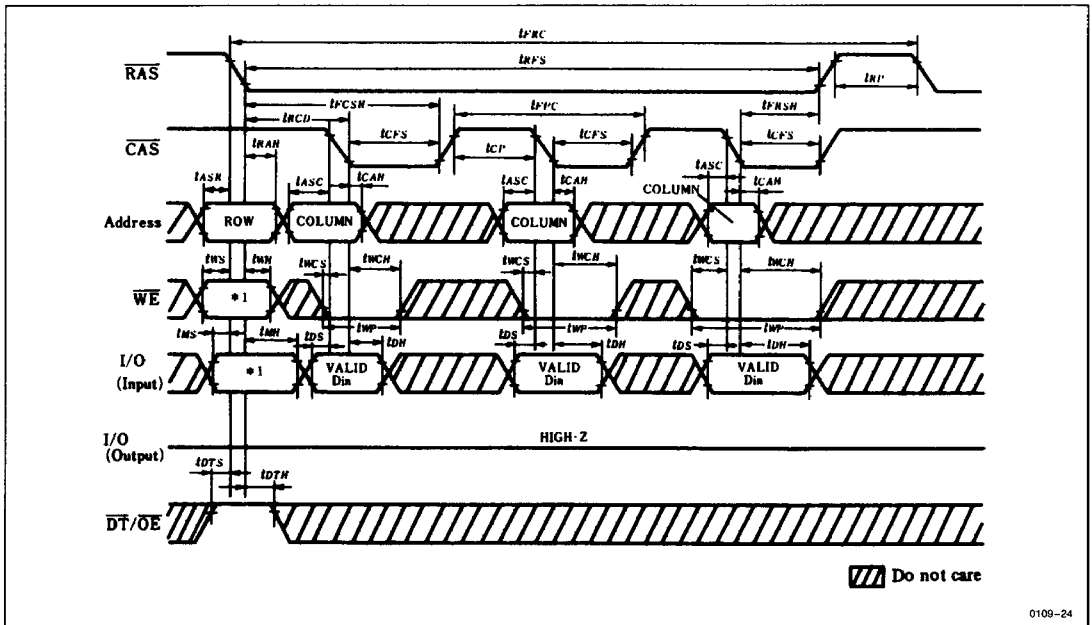 tFRC
tRFS
RAS
tRP
tFCSH
tFPC
tFRSH
tRCD
CAS
tCFS
tCP
tCFS
tCFS
tRAH
tASR
tASC
tCAH
tASC
tCAH
tASC
tCAH
COLUMN
Address
ROW
COLUMN
COLUMN
tWS
tWH
tWCS
tWCH
tWCS
tWCH
tWCS
tWCH
WE
*1
tWP
tWP
tWP
tMS
tMH
tDS
tDH
tDS
tDH
tDS
tDH
I/O
(Input)
*1
VALID
Din
VALID
Din
VALID
Din
I/O
(Output)
HIGH-Z
tDTS
tDTH
DT/OE
Do not care
0109-24